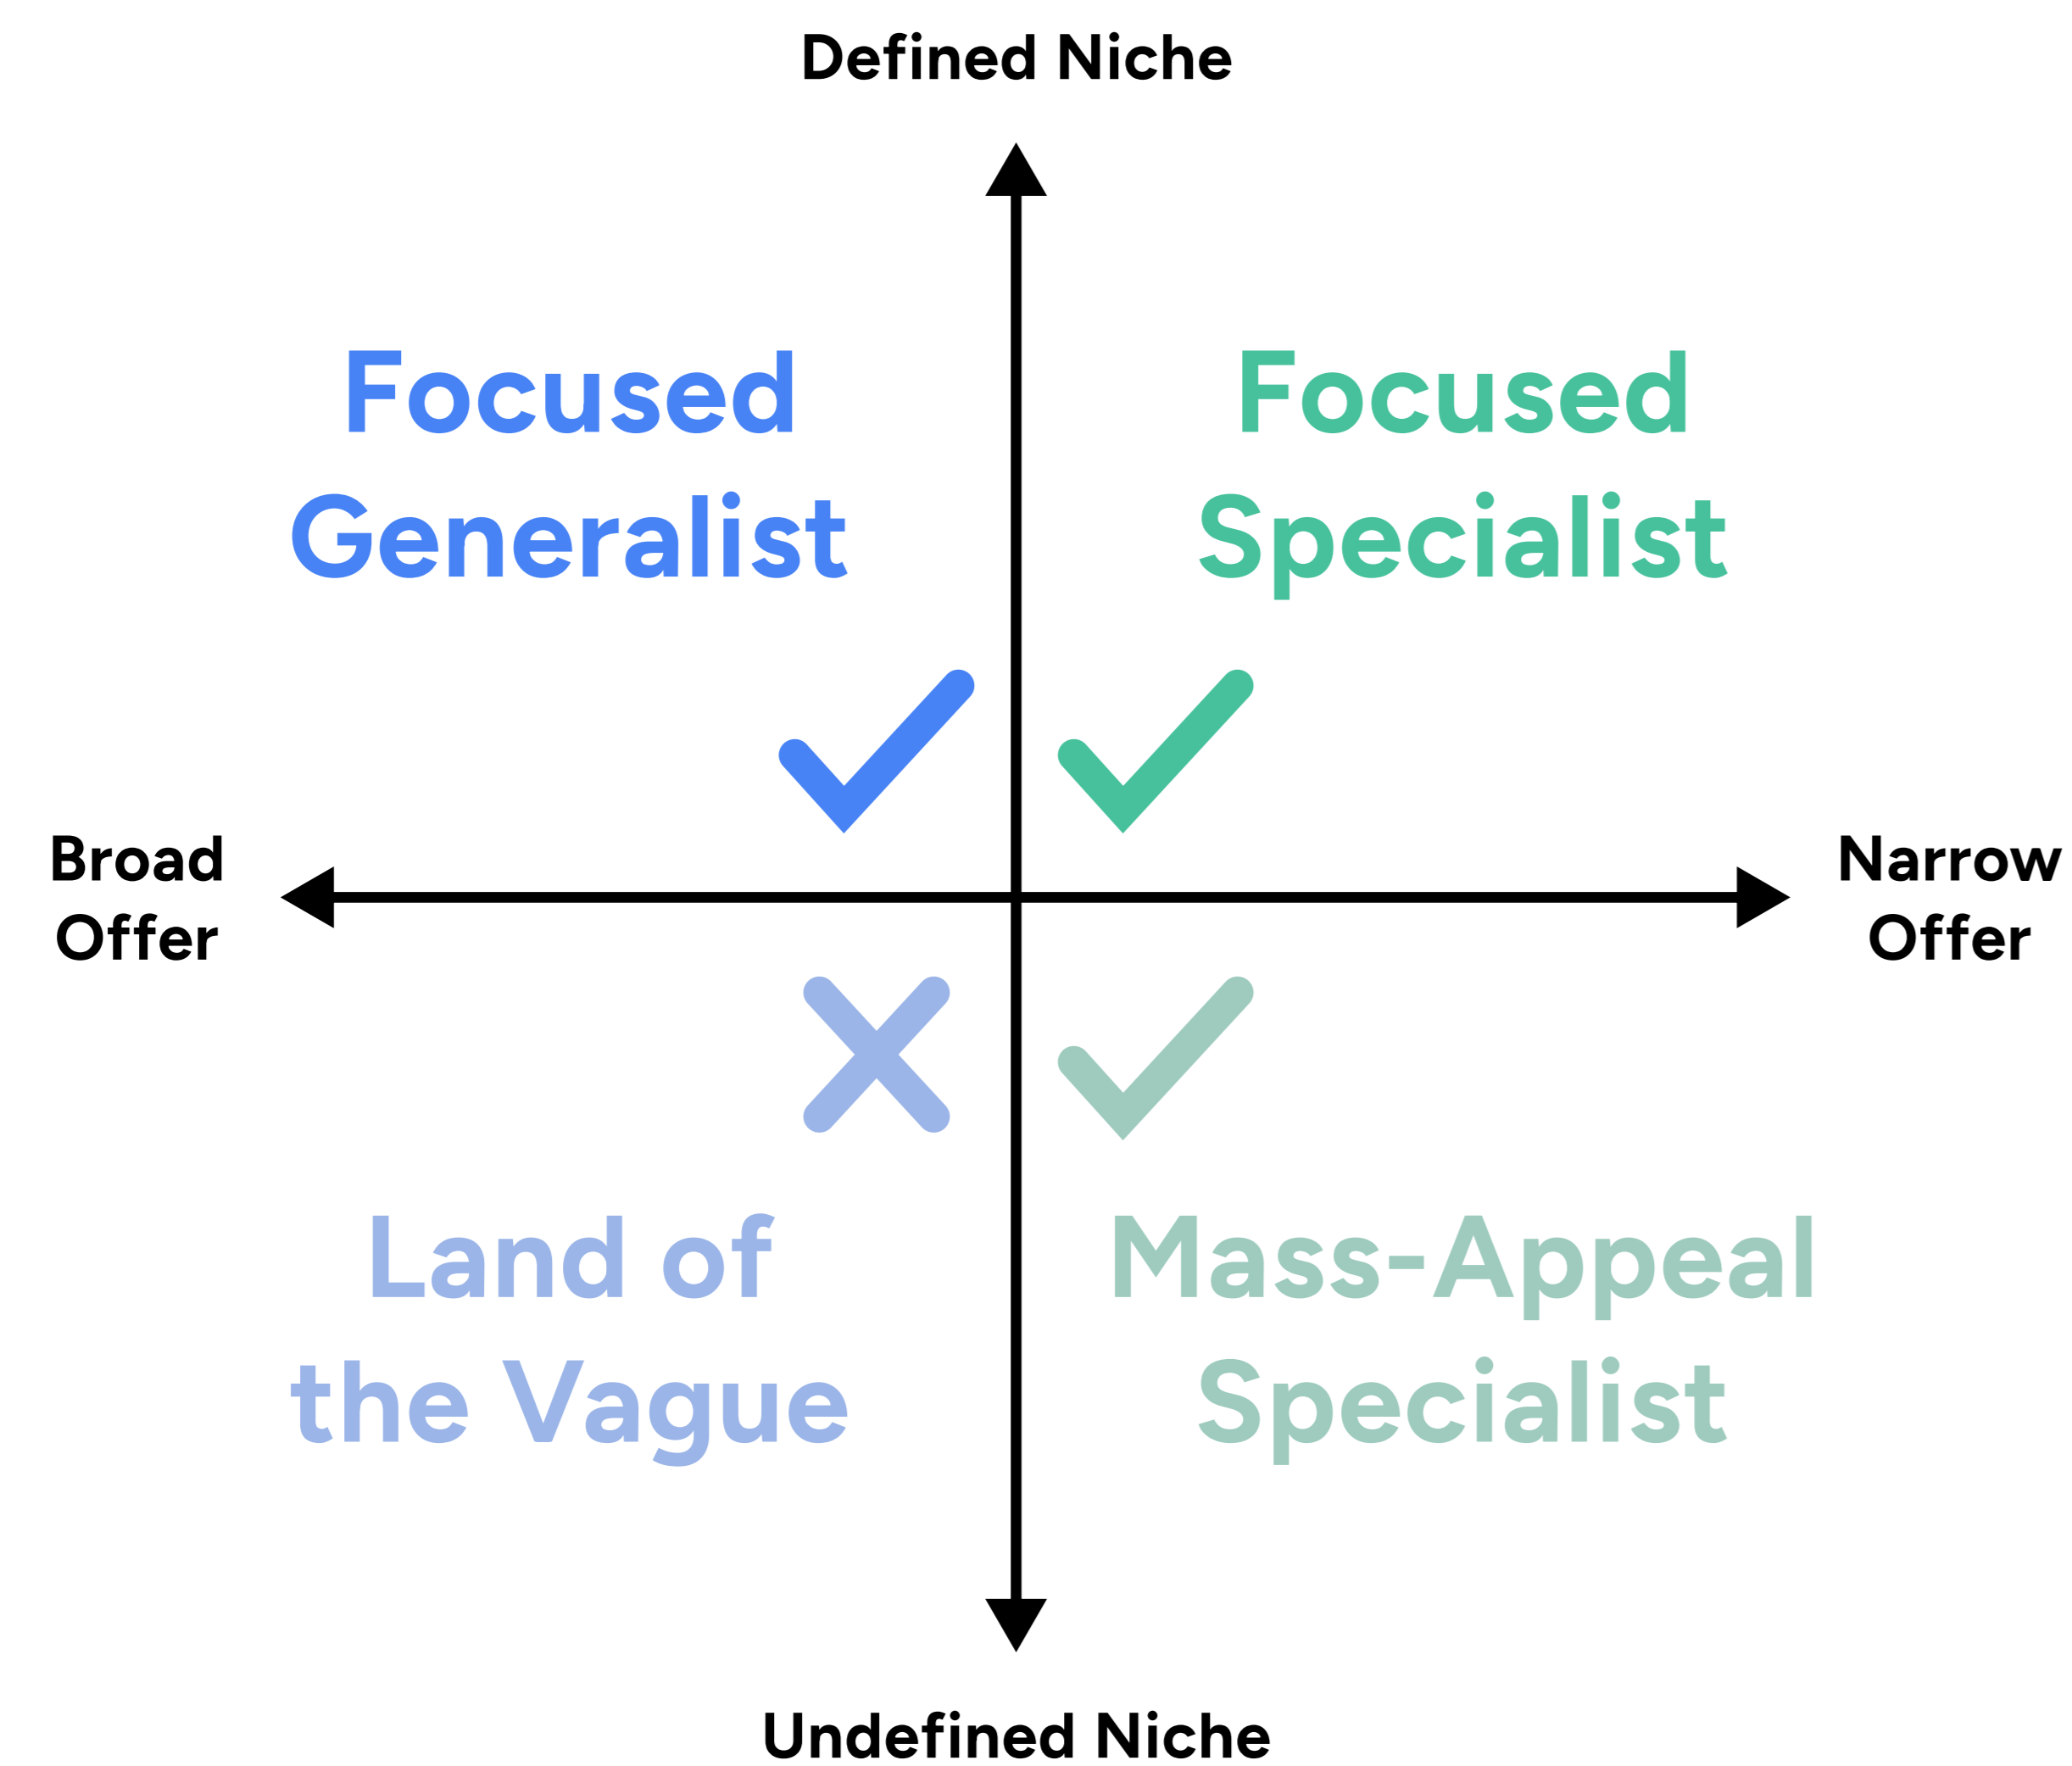 Defined Niche
Focused
Generalist
Focused
Specialist
Broad
Offer
Narrow
Offer
Land of
the Vague
Mass-Appeal
Specialist
Undefined Niche